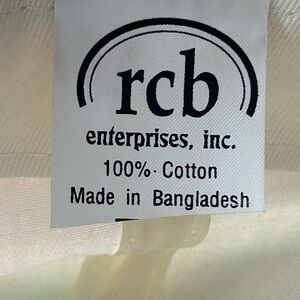 rcb
enterprises, inc.
100% Cotton
Made in Bangladesh